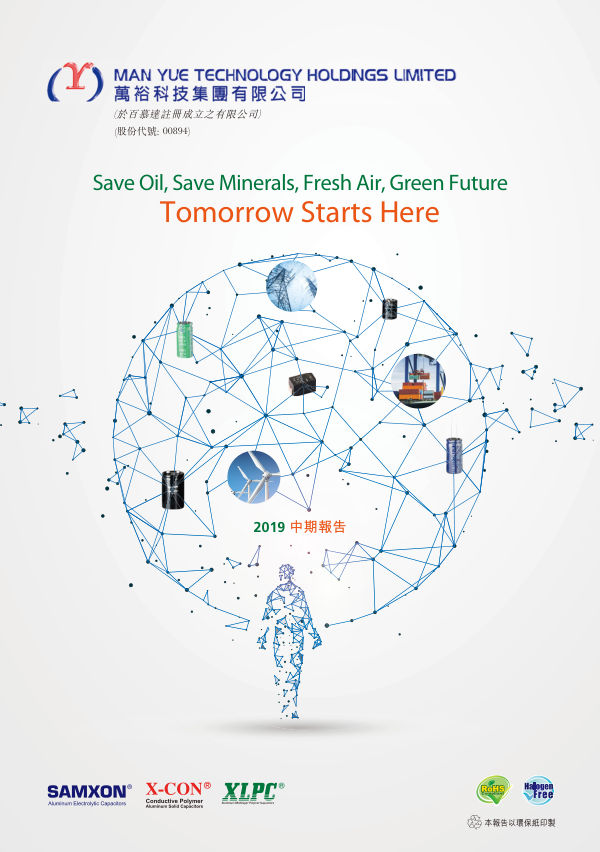 MAN YUE TECHNOLOGY HOLDINGS LIMITED
萬裕科技集團有限公司
(於百慕達註冊成立之有限公司)
(股份代號: 00894)
Save Oil, Save Minerals, Fresh Air, Green Future
Tomorrow Starts Here
2019 中期報告
SAMXON®
Aluminum Electrolytic Capacitors
X-CON®
Conductive Polymer
Aluminum Solid Capacitors
XLPC®
RoHS
Halogen
Free
本報告以環保紙印製